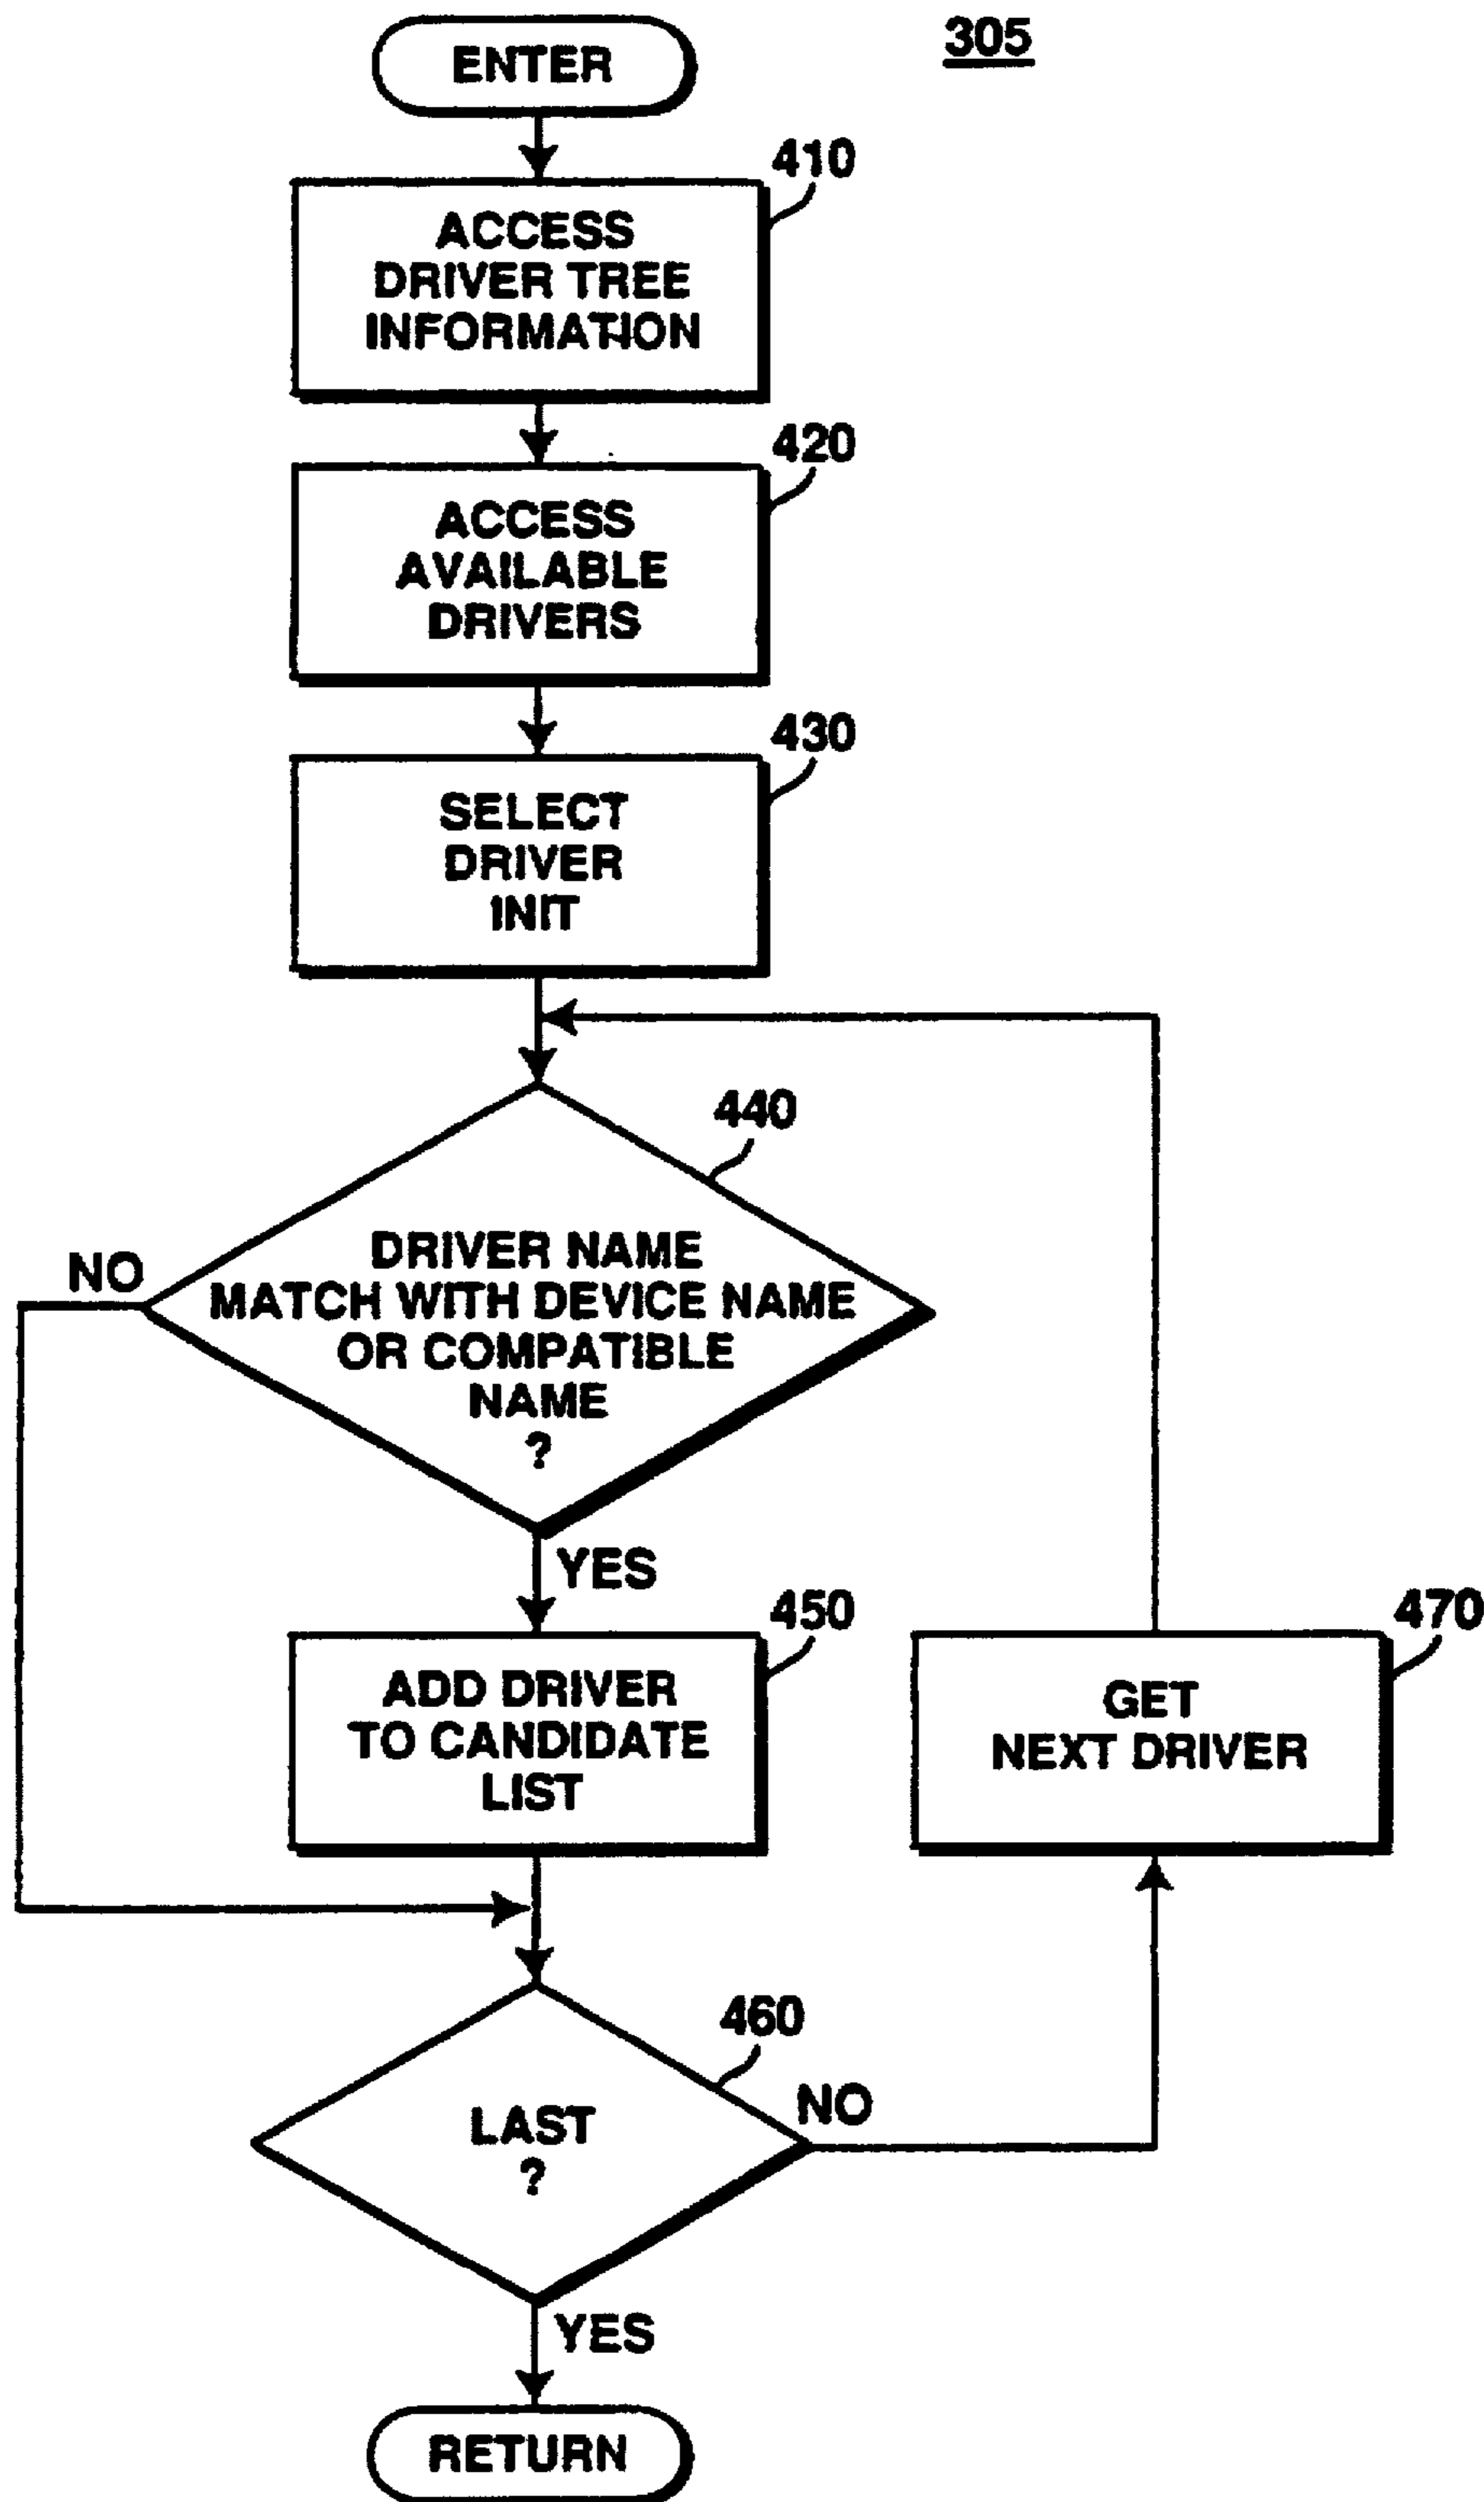 305
ENTER
410
ACCESS
DRIVER TREE
INFORMATION
420
ACCESS
AVAILABLE
DRIVERS
430
SELECT
DRIVER
INIT
440
DRIVER NAME
MATCH WITH DEVICE NAME
OR COMPATIBLE
NAME
?
NO
YES
450
ADD DRIVER
TO CANDIDATE
LIST
470
GET
NEXT DRIVER
460
LAST
?
NO
YES
RETURN